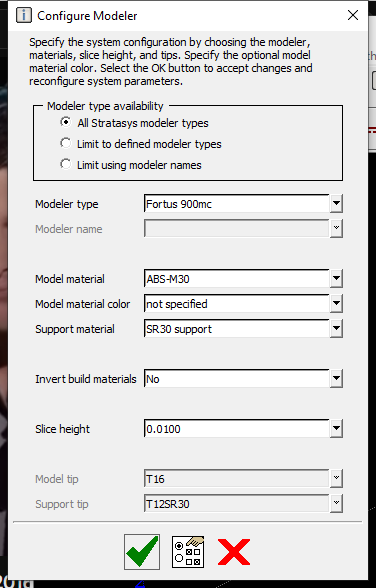 Configure Modeler
Specify the system configuration by choosing the modeler,
materials, slice height, and tips. Specify the optional model
material color. Select the OK button to accept changes and
reconfigure system parameters.
Modeler type availability
All Stratasys modeler types
Limit to defined modeler types
Limit using modeler names
Modeler type Fortus 900mc
Modeler name
Model material ABS-M30
Model material color not specified
Support material SR30 support
Invert build materials No
Slice height 0.0100
Model tip T16
Support tip T12SR30